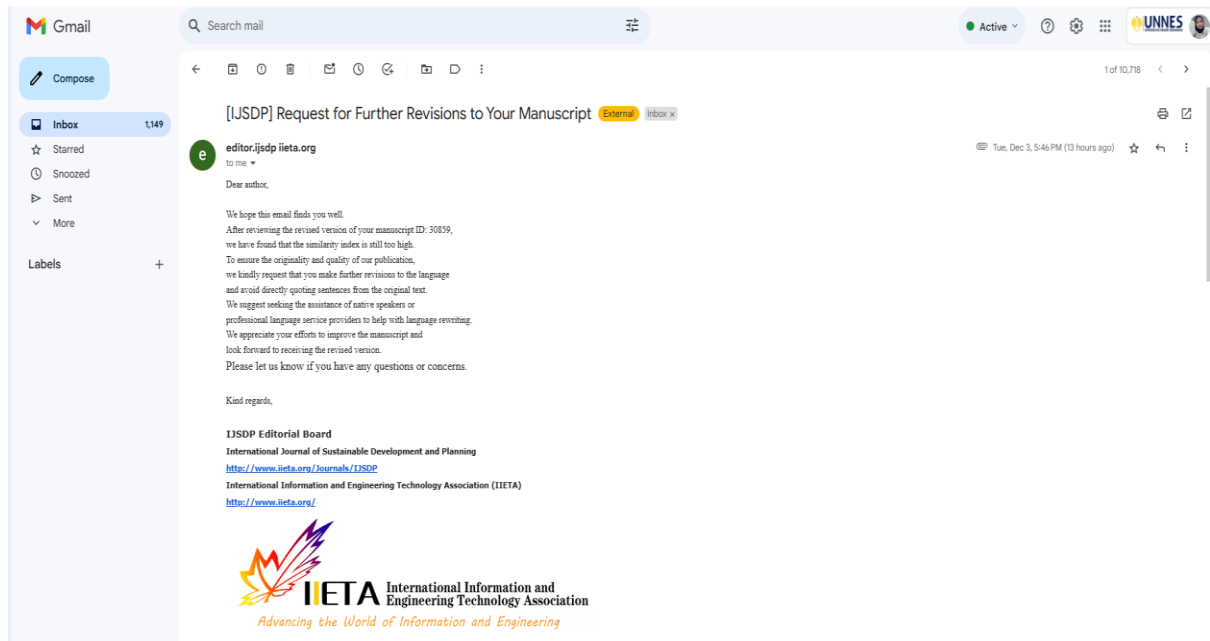 Gmail
Search mail
Active
UNNES
Compose
1 of 10,718
[IJSDP] Request for Further Revisions to Your Manuscript External Inbox x
Inbox 1,149
Starred
Snoozed
Sent
More
Labels +
e
editor.ijsdp iieta.org
Tue, Dec 3, 5:46 PM (13 hours ago)
to me
Dear author,
We hope this email finds you well.
After reviewing the revised version of your manuscript ID: 30859,
we have found that the similarity index is still too high.
To ensure the originality and quality of our publication,
we kindly request that you make further revisions to the language
and avoid directly quoting sentences from the original text.
We suggest seeking the assistance of native speakers or
professional language service providers to help with language rewriting.
We appreciate your efforts to improve the manuscript and
look forward to receiving the revised version.
Please let us know if you have any questions or concerns.
Kind regards,
IJSDP Editorial Board
International Journal of Sustainable Development and Planning
http://www.iieta.org/Journals/IJSDP
International Information and Engineering Technology Association (IIETA)
http://www.iieta.org/
IIETA International Information and
Engineering Technology Association
Advancing the World of Information and Engineering